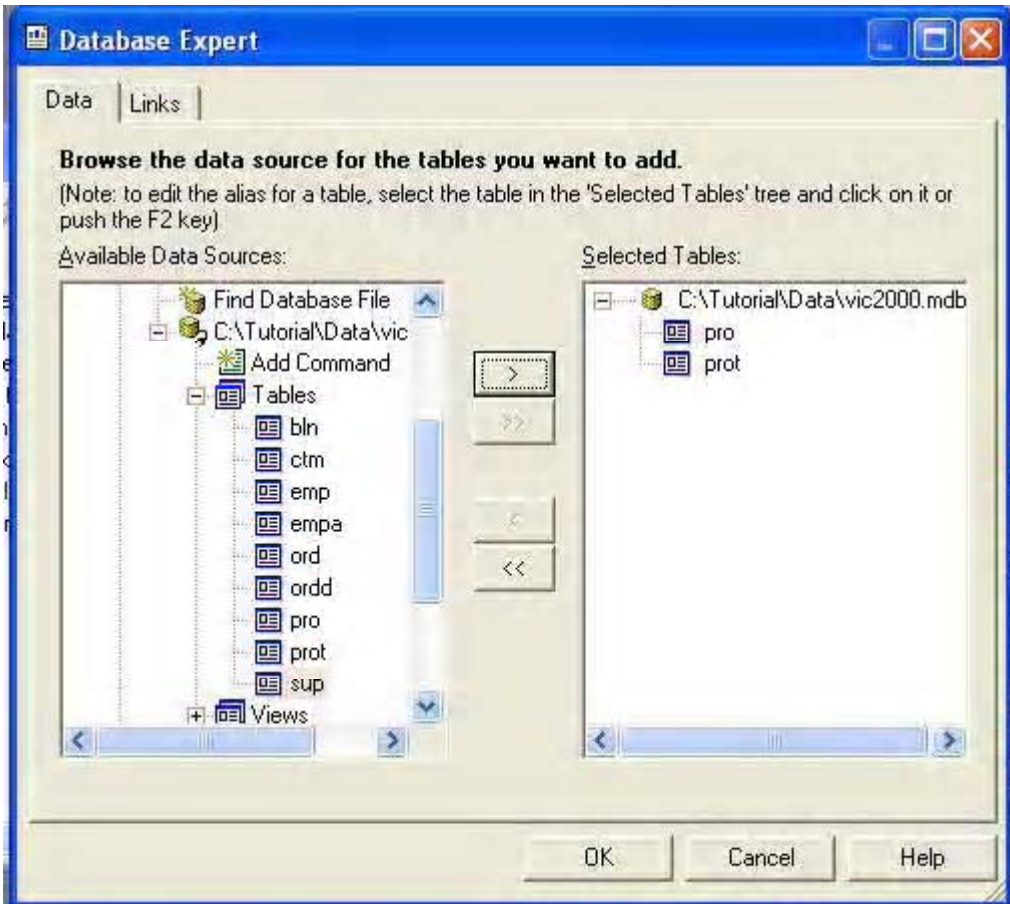 Database Expert
Data
Links
Browse the data source for the tables you want to add.
(Note: to edit the alias for a table, select the table in the 'Selected Tables' tree and click on it or
push the F2 key)
Available Data Sources:
Find Database File
C:\Tutorial\Data\vic
Add Command
Tables
bln
ctm
emp
empa
ord
ordd
pro
prot
sup
Views
>
>>
<
<<
Selected Tables:
C:\Tutorial\Data\vic2000.mdb
pro
prot
OK
Cancel
Help